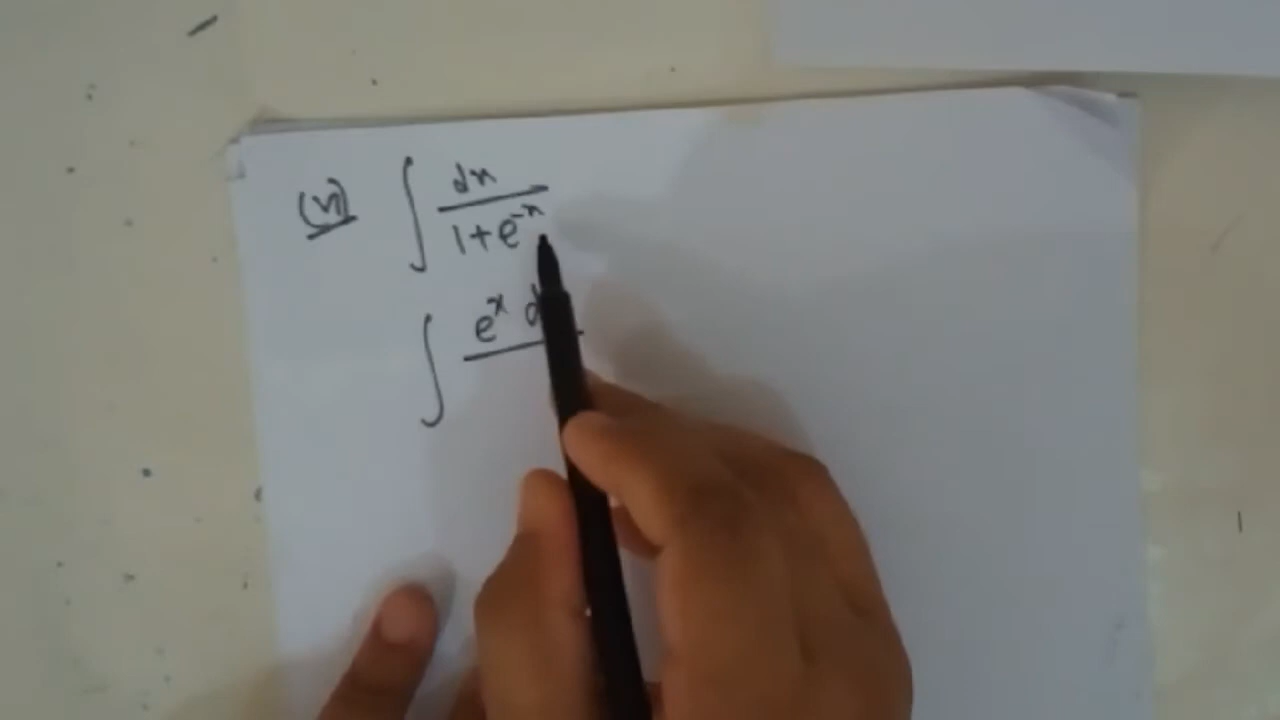 (vi) ∫ dx / 1+e^-x
∫ e^x d